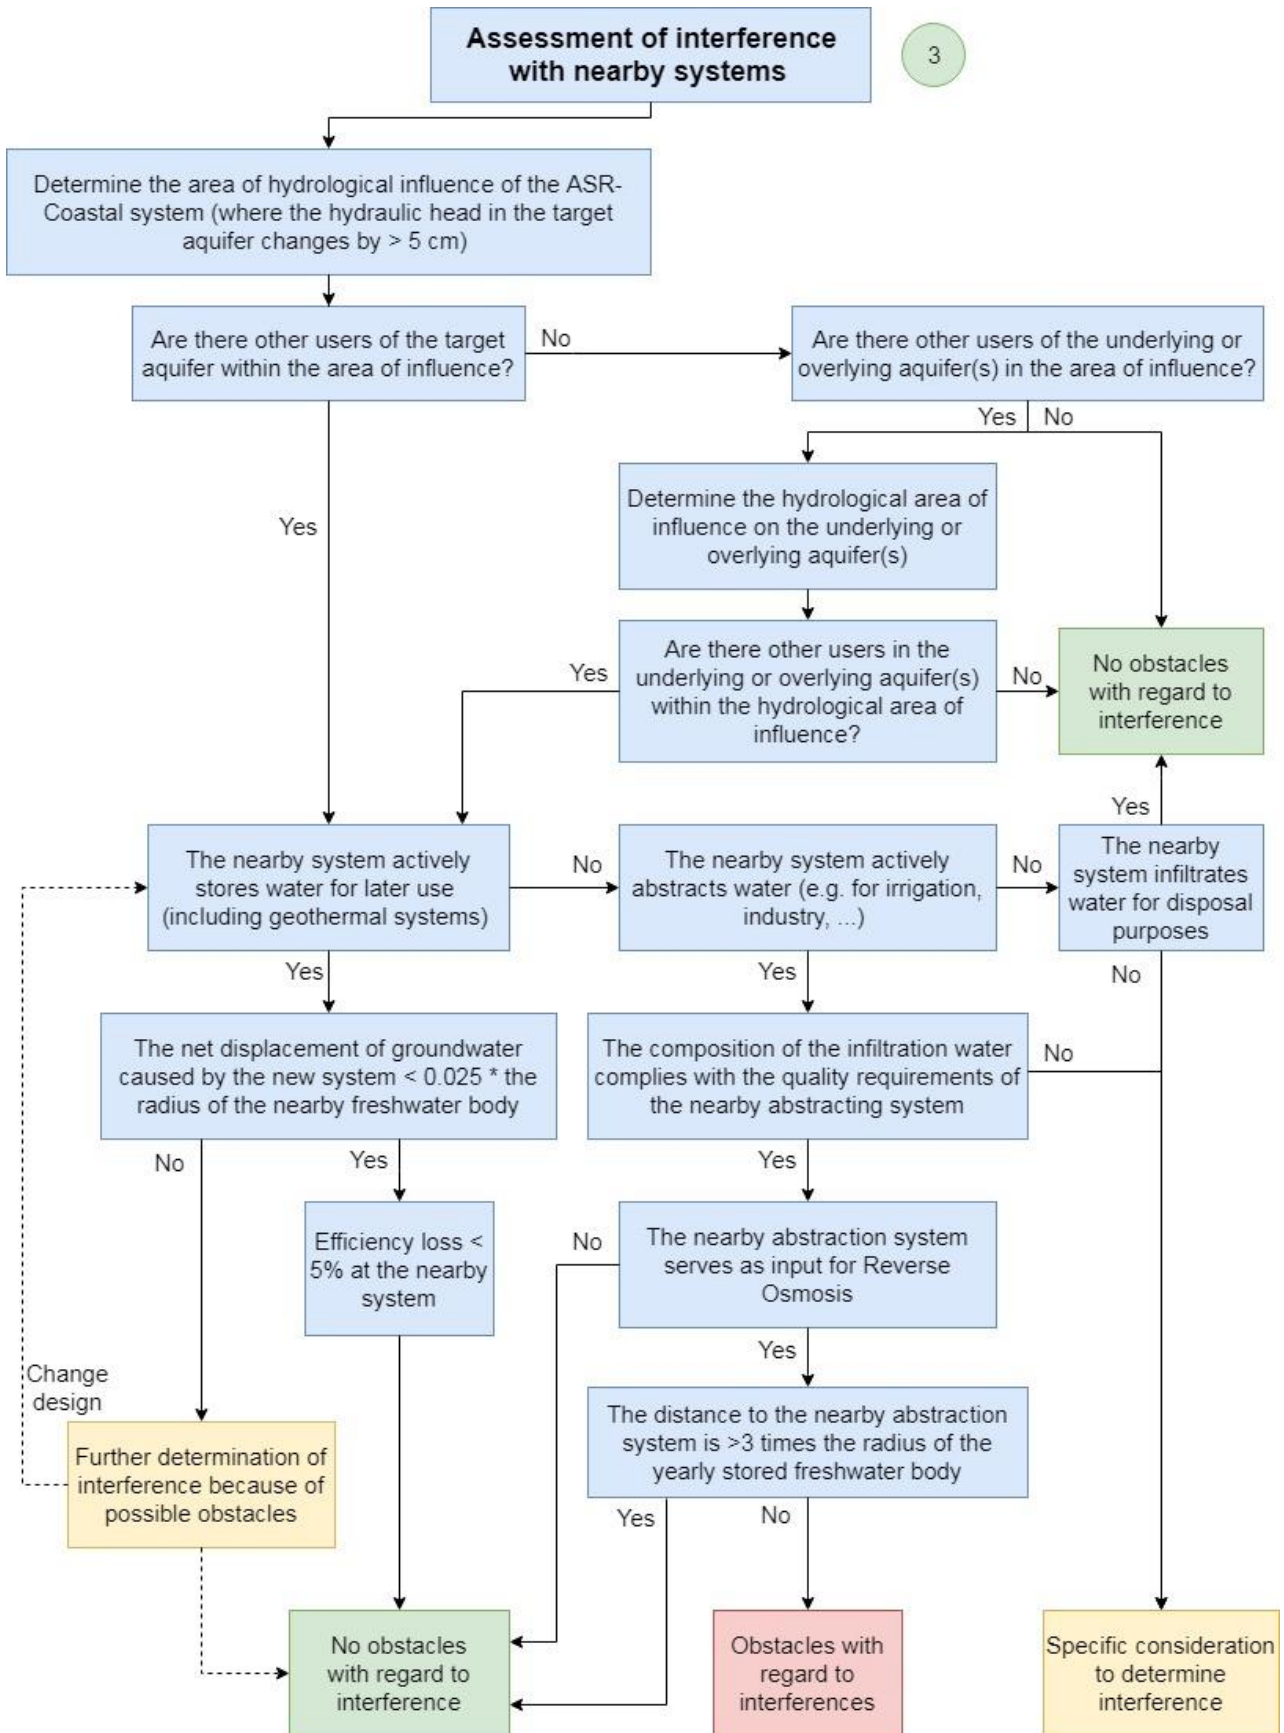 Assessment of interference
with nearby systems
3
Determine the area of hydrological influence of the ASR-
Coastal system (where the hydraulic head in the target
aquifer changes by > 5 cm)
Are there other users of the target
aquifer within the area of influence?
No
Are there other users of the underlying or
overlying aquifer(s) in the area of influence?
Yes
No
Determine the hydrological area of
influence on the underlying or
overlying aquifer(s)
Yes
Are there other users in the
underlying or overlying aquifer(s)
within the hydrological area of
influence?
Yes
No
No obstacles
with regard to
interference
Yes
The nearby system actively
stores water for later use
(including geothermal systems)
No
The nearby system actively
abstracts water (e.g. for irrigation,
industry, ...)
No
The nearby
system infiltrates
water for disposal
purposes
Yes
Yes
No
The net displacement of groundwater
caused by the new system < 0.025 * the
radius of the nearby freshwater body
The composition of the infiltration water
complies with the quality requirements of
the nearby abstracting system
No
No
Yes
Yes
Efficiency loss <
5% at the nearby
system
No
The nearby abstraction system
serves as input for Reverse
Osmosis
Yes
Change
design
The distance to the nearby abstraction
system is >3 times the radius of the
yearly stored freshwater body
Further determination of
interference because of
possible obstacles
Yes
No
No obstacles
with regard to
interference
Obstacles with
regard to
interferences
Specific consideration
to determine
interference